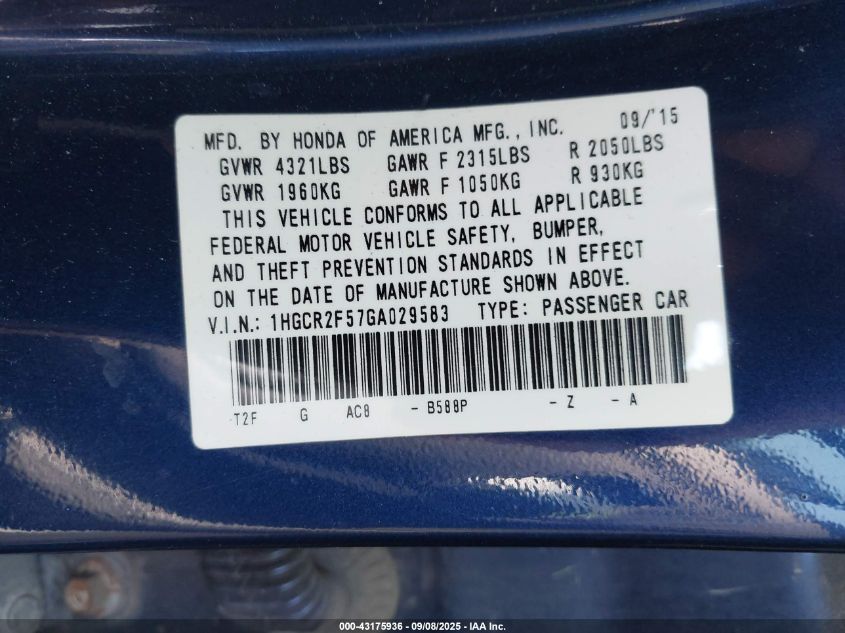 MFD. BY HONDA OF AMERICA MFG., INC. 09/'15
GVWR 4321LBS GAWR F 2315LBS R 2050LBS
GVWR 1960KG GAWR F 1050KG R 930KG
THIS VEHICLE CONFORMS TO ALL APPLICABLE
FEDERAL MOTOR VEHICLE SAFETY, BUMPER,
AND THEFT PREVENTION STANDARDS IN EFFECT
ON THE DATE OF MANUFACTURE SHOWN ABOVE.
V.I.N.: 1HGCR2F57GA029583 TYPE: PASSENGER CAR
T2F G AC8 - B588P - Z - A
000-43175936 - 09/08/2025 - IAA Inc.